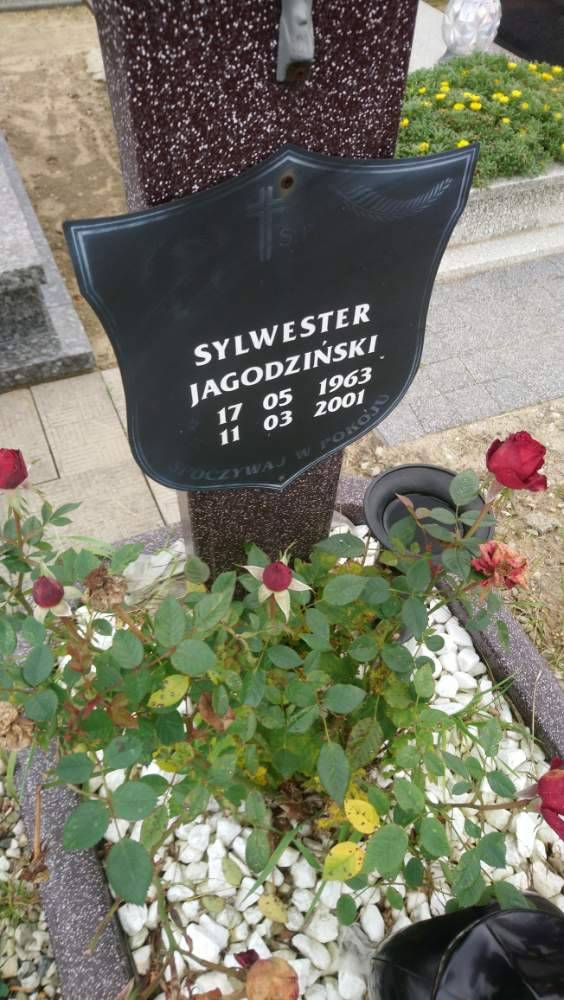 SYLWESTER
JAGODZIŃSKI
17 05 1963
11 03 2001
SPOCZYWAJ W POKOJU